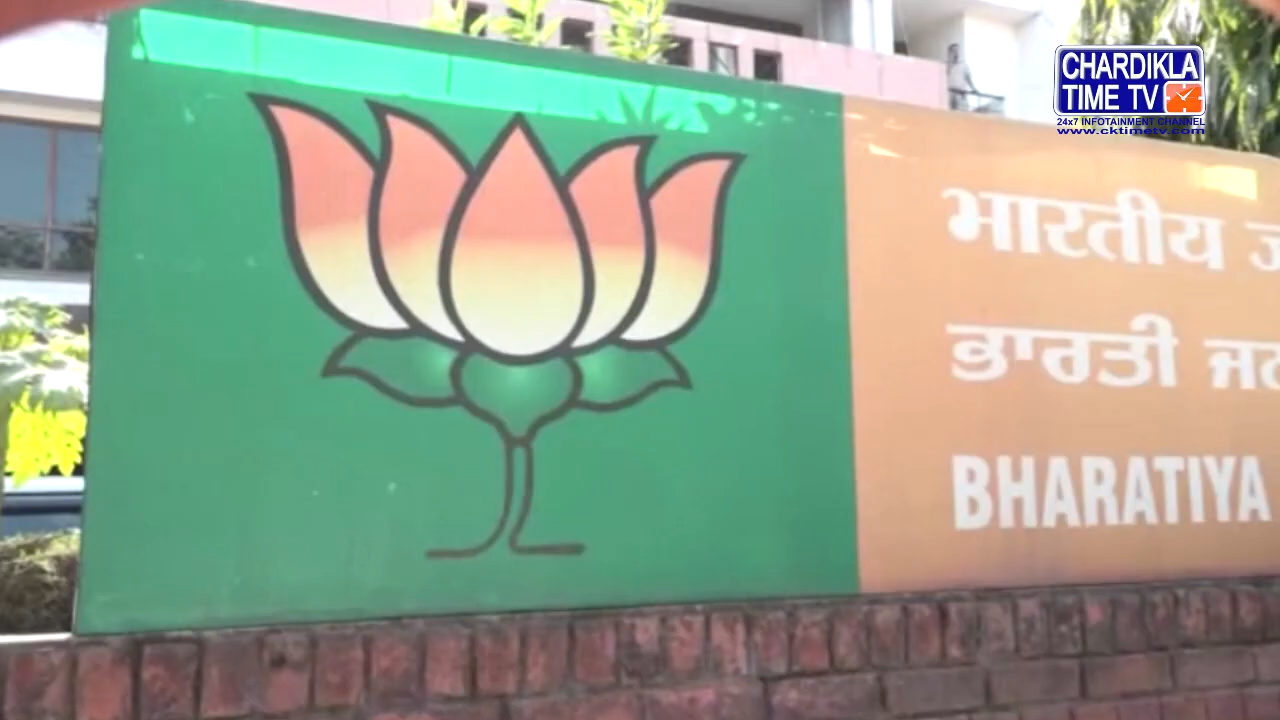 CHARDIKLA
TIME TV
24x7 INFOTAINMENT CHANNEL
www.cktimetv.com
भारतीय
ਭਾਰਤੀ
BHARATIYA